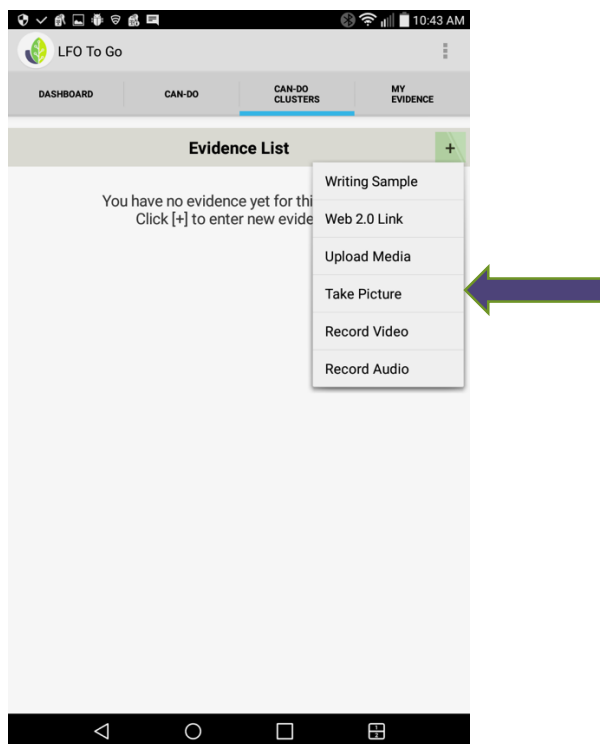 10:43 AM
LFO To Go
DASHBOARD
CAN-DO
CAN-DO
CLUSTERS
MY
EVIDENCE
Evidence List
+
You have no evidence yet for thi
Click [+] to enter new evide
Writing Sample
Web 2.0 Link
Upload Media
Take Picture
Record Video
Record Audio